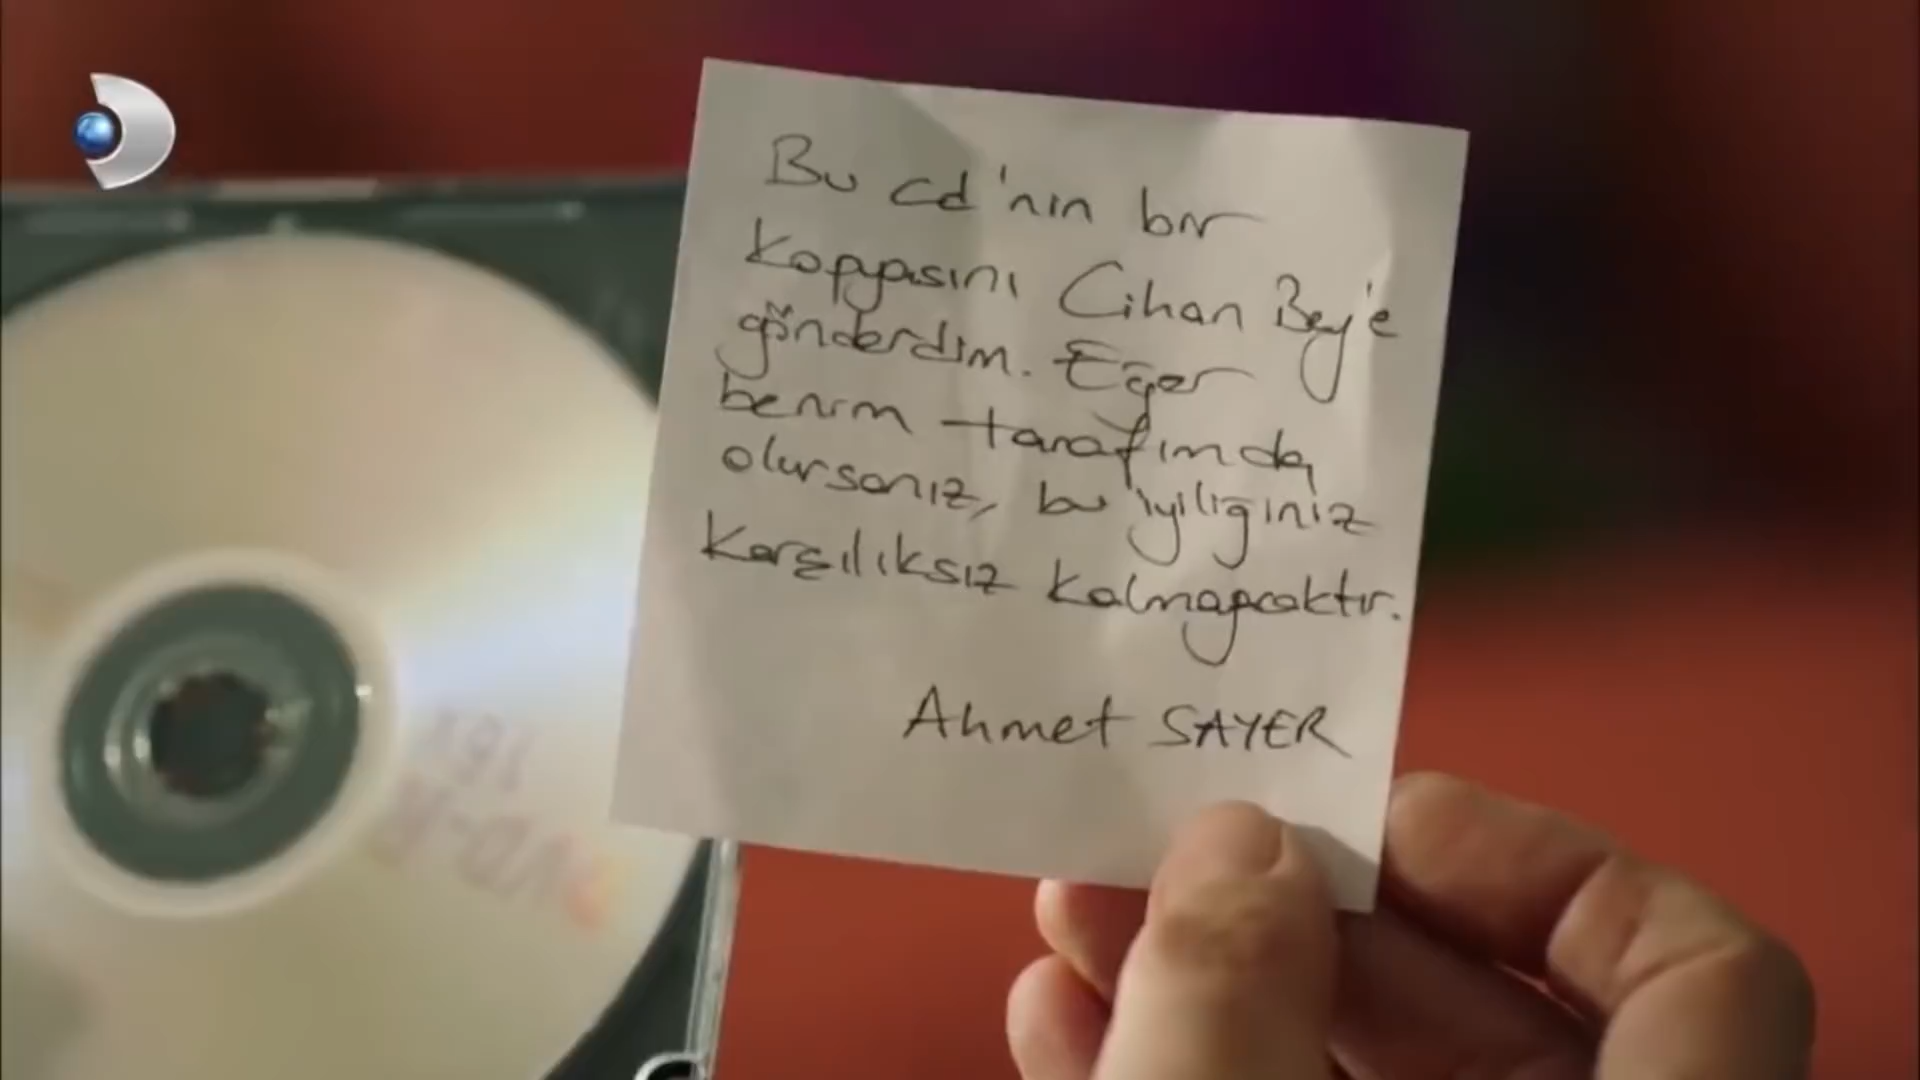 Bu cd'nin bir
kopyasını Cihan Bey'e
gönderdim. Eğer
benim tarafımda
olursanız, bu iyiliğiniz
karşılıksız kalmayacaktır.
Ahmet SAYER